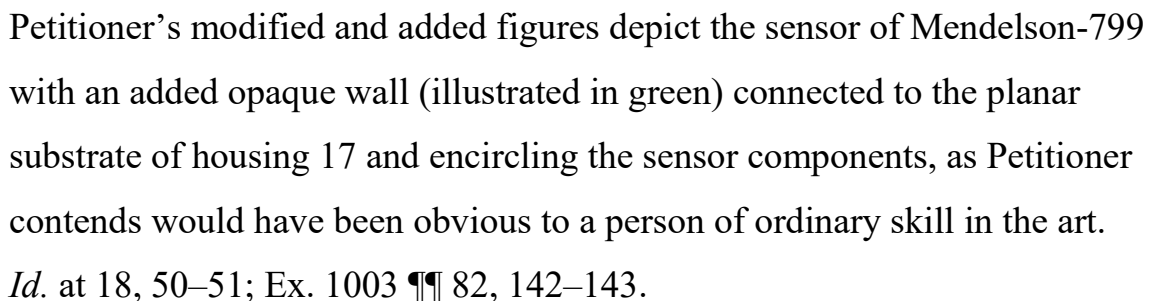 Petitioner’s modified and added figures depict the sensor of Mendelson-799
with an added opaque wall (illustrated in green) connected to the planar
substrate of housing 17 and encircling the sensor components, as Petitioner
contends would have been obvious to a person of ordinary skill in the art.
Id. at 18, 50–51; Ex. 1003 ¶¶ 82, 142–143.